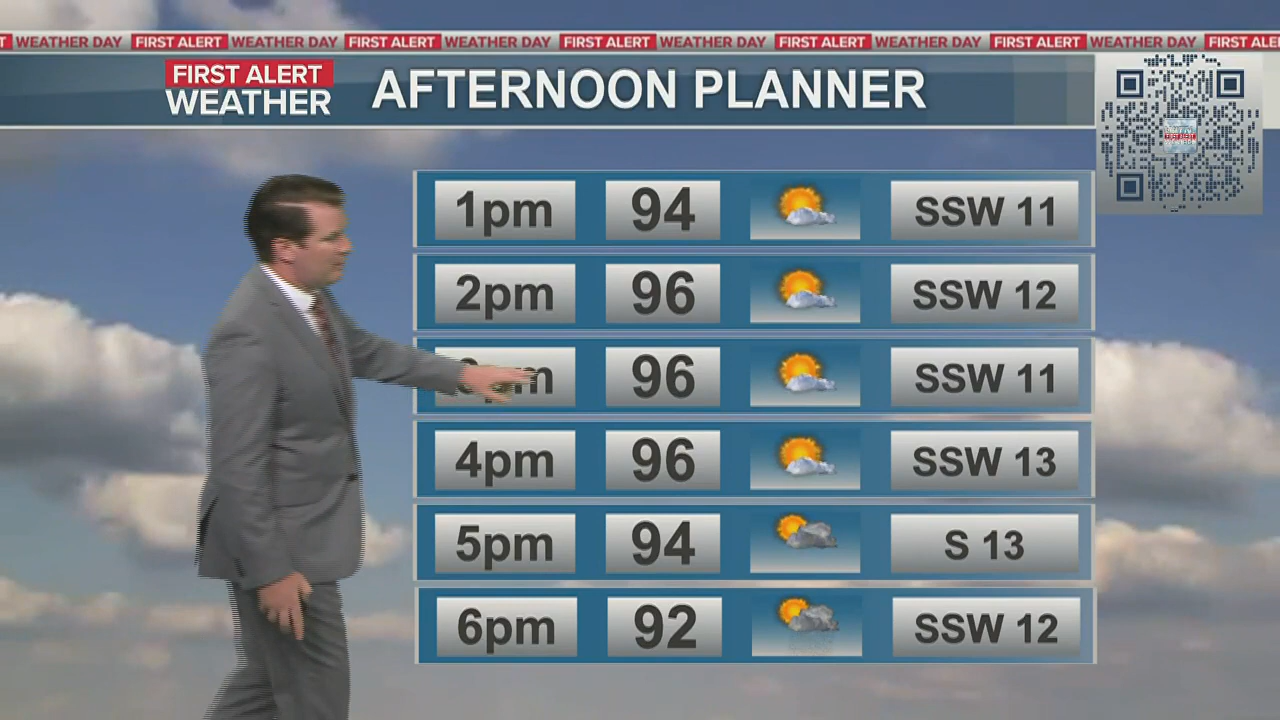 FIRST ALERT WEATHER DAY FIRST ALERT WEATHER DAY FIRST ALERT WEATHER DAY FIRST ALERT WEATHER DAY FIRST ALERT WEATHER DAY
FIRST ALERT
WEATHER
AFTERNOON PLANNER
1pm 94 SSW 11
2pm 96 SSW 12
96 SSW 11
4pm 96 SSW 13
5pm 94 S 13
6pm 92 SSW 12